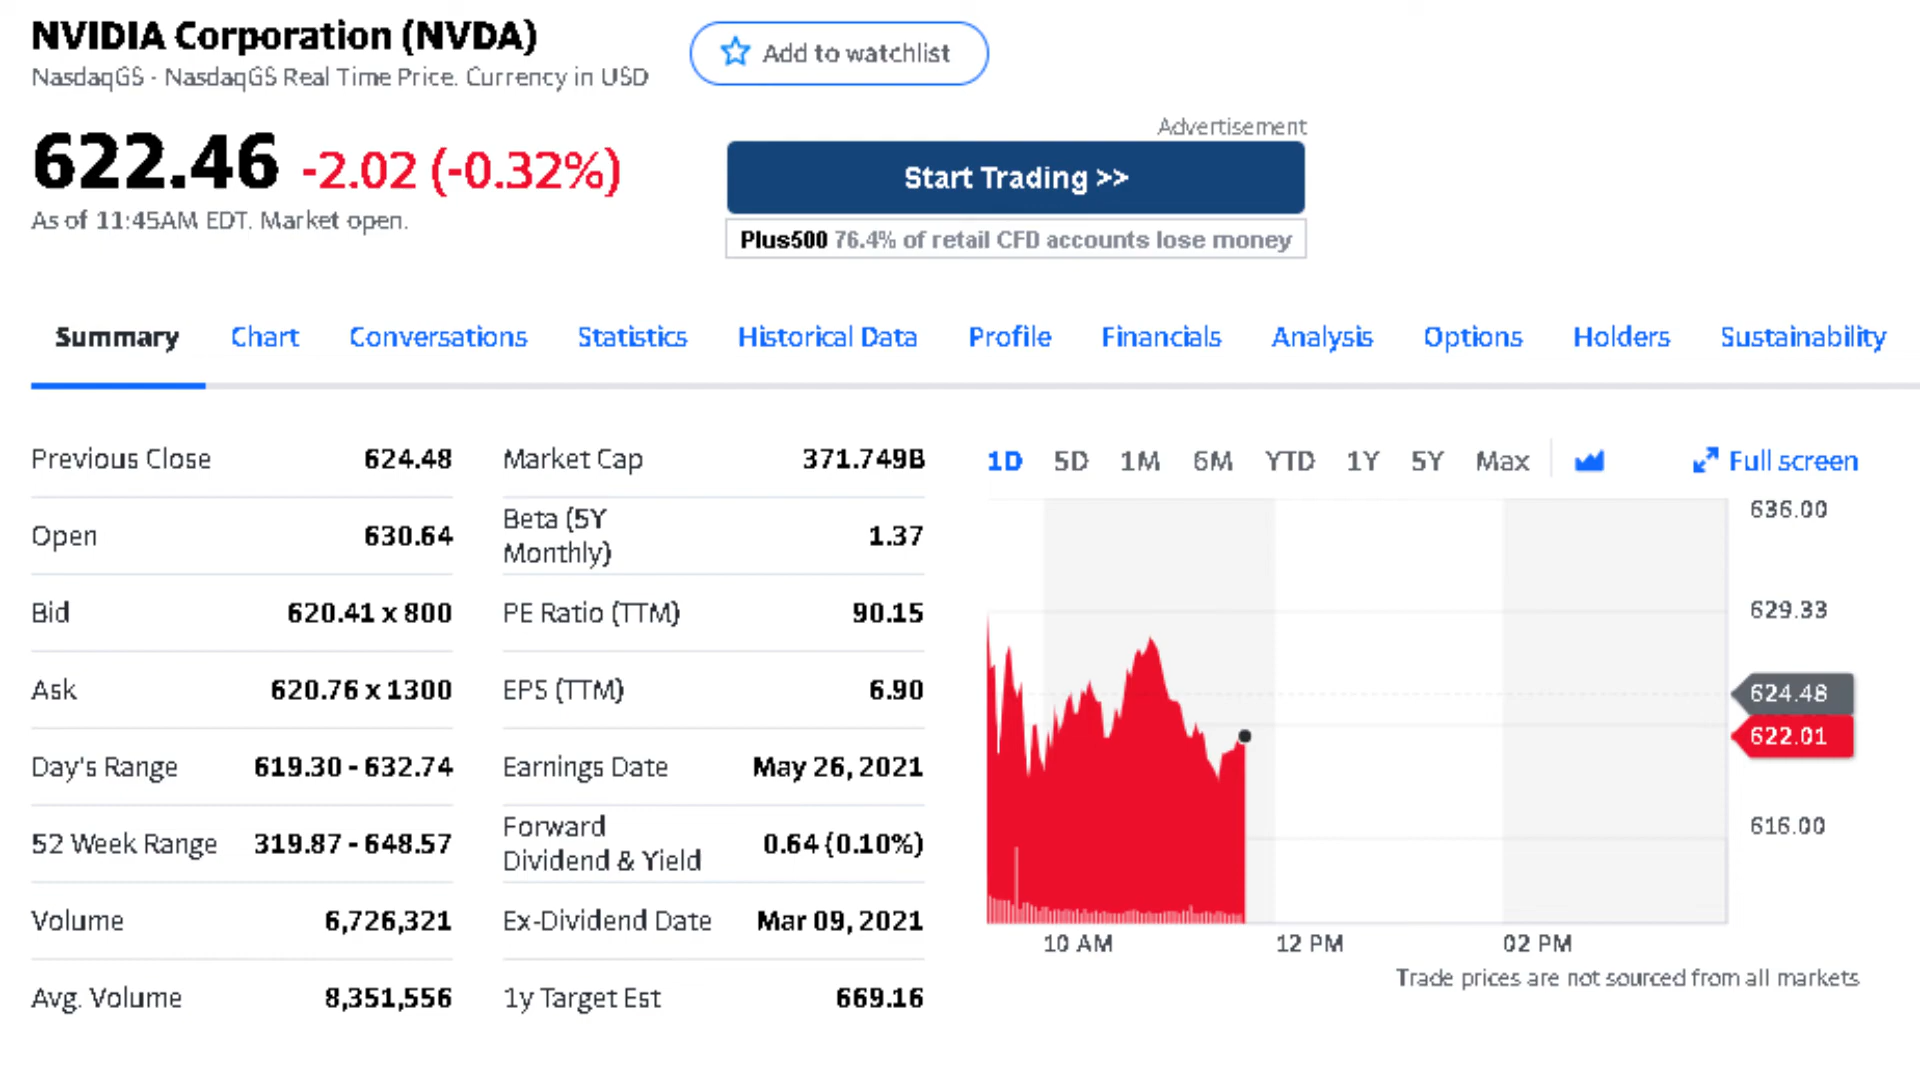 NVIDIA Corporation (NVDA)
NasdaqGS - NasdaqGS Real Time Price. Currency in USD
Add to watchlist
622.46 -2.02 (-0.32%)
As of 11:45AM EDT. Market open.
Advertisement
Start Trading >>
Plus500 76.4% of retail CFD accounts lose money
Summary Chart Conversations Statistics Historical Data Profile Financials Analysis Options Holders Sustainability
Previous Close 624.48
Open 630.64
Bid 620.41 x 800
Ask 620.76 x 1300
Day's Range 619.30 - 632.74
52 Week Range 319.87 - 648.57
Volume 6,726,321
Avg. Volume 8,351,556
Market Cap 371.749B
Beta (5Y
Monthly) 1.37
PE Ratio (TTM) 90.15
EPS (TTM) 6.90
Earnings Date May 26, 2021
Forward
Dividend & Yield 0.64 (0.10%)
Ex-Dividend Date Mar 09, 2021
1y Target Est 669.16
1D 5D 1M 6M YTD 1Y 5Y Max Full screen
636.00
629.33
624.48
622.01
616.00
10 AM 12 PM 02 PM
Trade prices are not sourced from all markets